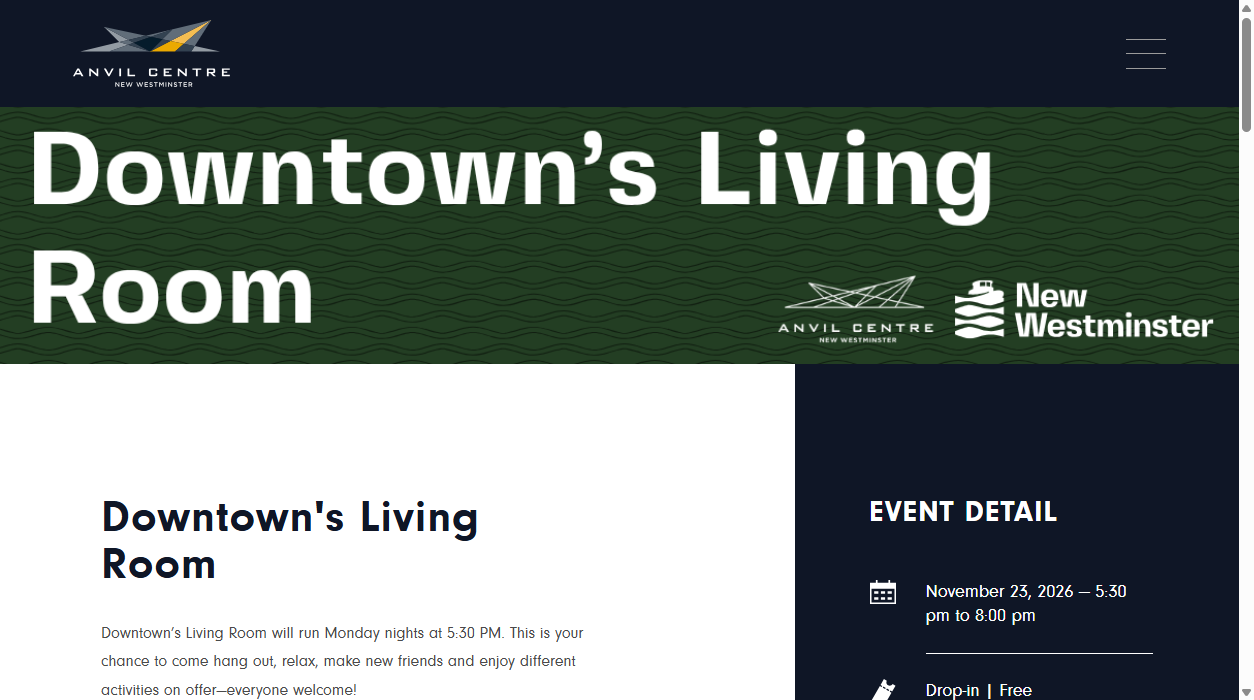 ANVIL CENTRE
NEW WESTMINSTER
Downtown’s Living
Room
ANVIL CENTRE
NEW WESTMINSTER
New
Westminster
Downtown's Living
Room
Downtown’s Living Room will run Monday nights at 5:30 PM. This is your
chance to come hang out, relax, make new friends and enjoy different
activities on offer—everyone welcome!
EVENT DETAIL
November 23, 2026 — 5:30
pm to 8:00 pm
Drop-in | Free